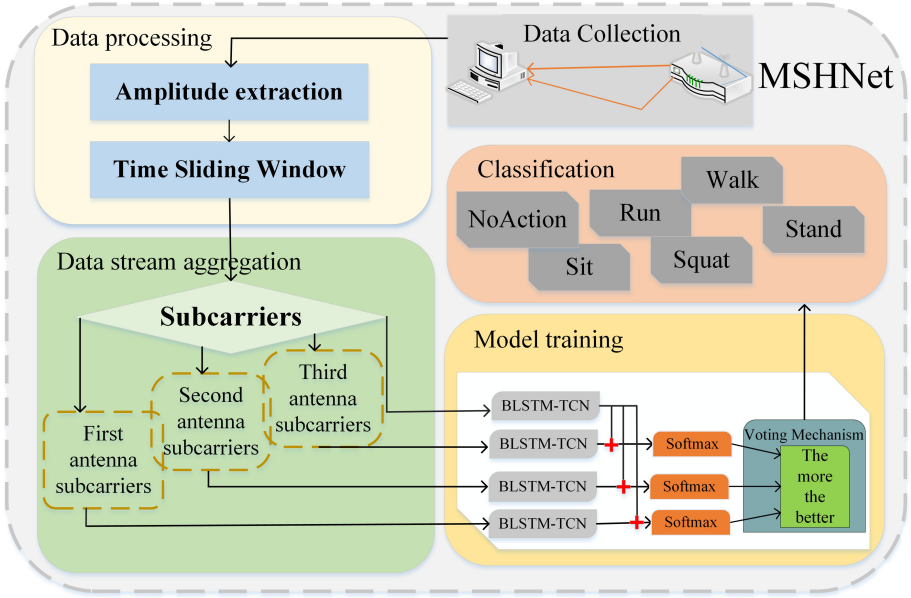 Data processing
Amplitude extraction
Time Sliding Window
Data Collection
MSHNet
Data stream aggregation
Subcarriers
First
antenna
subcarriers
Second
antenna
subcarriers
Third
antenna
subcarriers
Classification
NoAction
Run
Walk
Stand
Sit
Squat
Model training
BLSTM-TCN
BLSTM-TCN
BLSTM-TCN
BLSTM-TCN
Softmax
Softmax
Softmax
Voting Mechanism
The
more
the
better